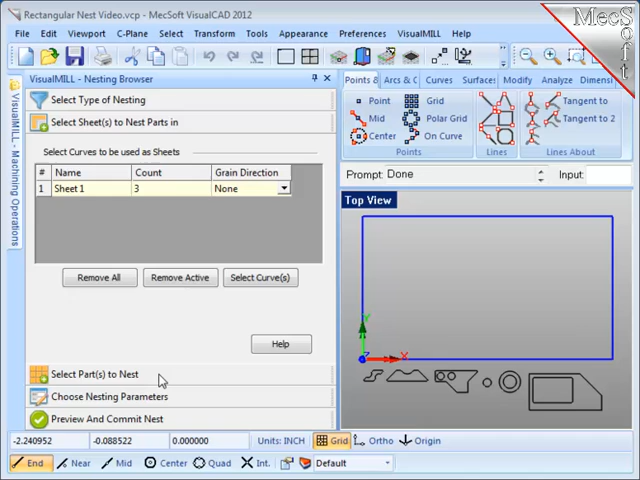 Rectangular Nest Video.vcp - MecSoft VisualCAD 2012
MecSoft
File Edit Viewport C-Plane Select Transforms Appearance Preferences VisualMILL Help
VisualMILL - Nesting Browser
VisualMILL - Machining Operations
Select Type of Nesting
Select Sheet(s) to Nest Parts in
Select Curves to be used as Sheets
# Name Count Grain Direction
1 Sheet 1 3 None
Remove All Remove Active Select Curve(s)
Help
Select Part(s) to Nest
Choose Nesting Parameters
Preview And Commit Nest
Points & Arcs & C Curves Surfaces Modify Analyze Dimensi
Point Grid Tangent to
Mid Polar Grid Tangent to 2
Center On Curve
Points Lines Lines About
Prompt: Done Input:
Top View
Y
Z X
-2.240952 -0.088522 0.000000 Units: INCH Grid Ortho Origin
End Near Mid Center Quad Int. Default